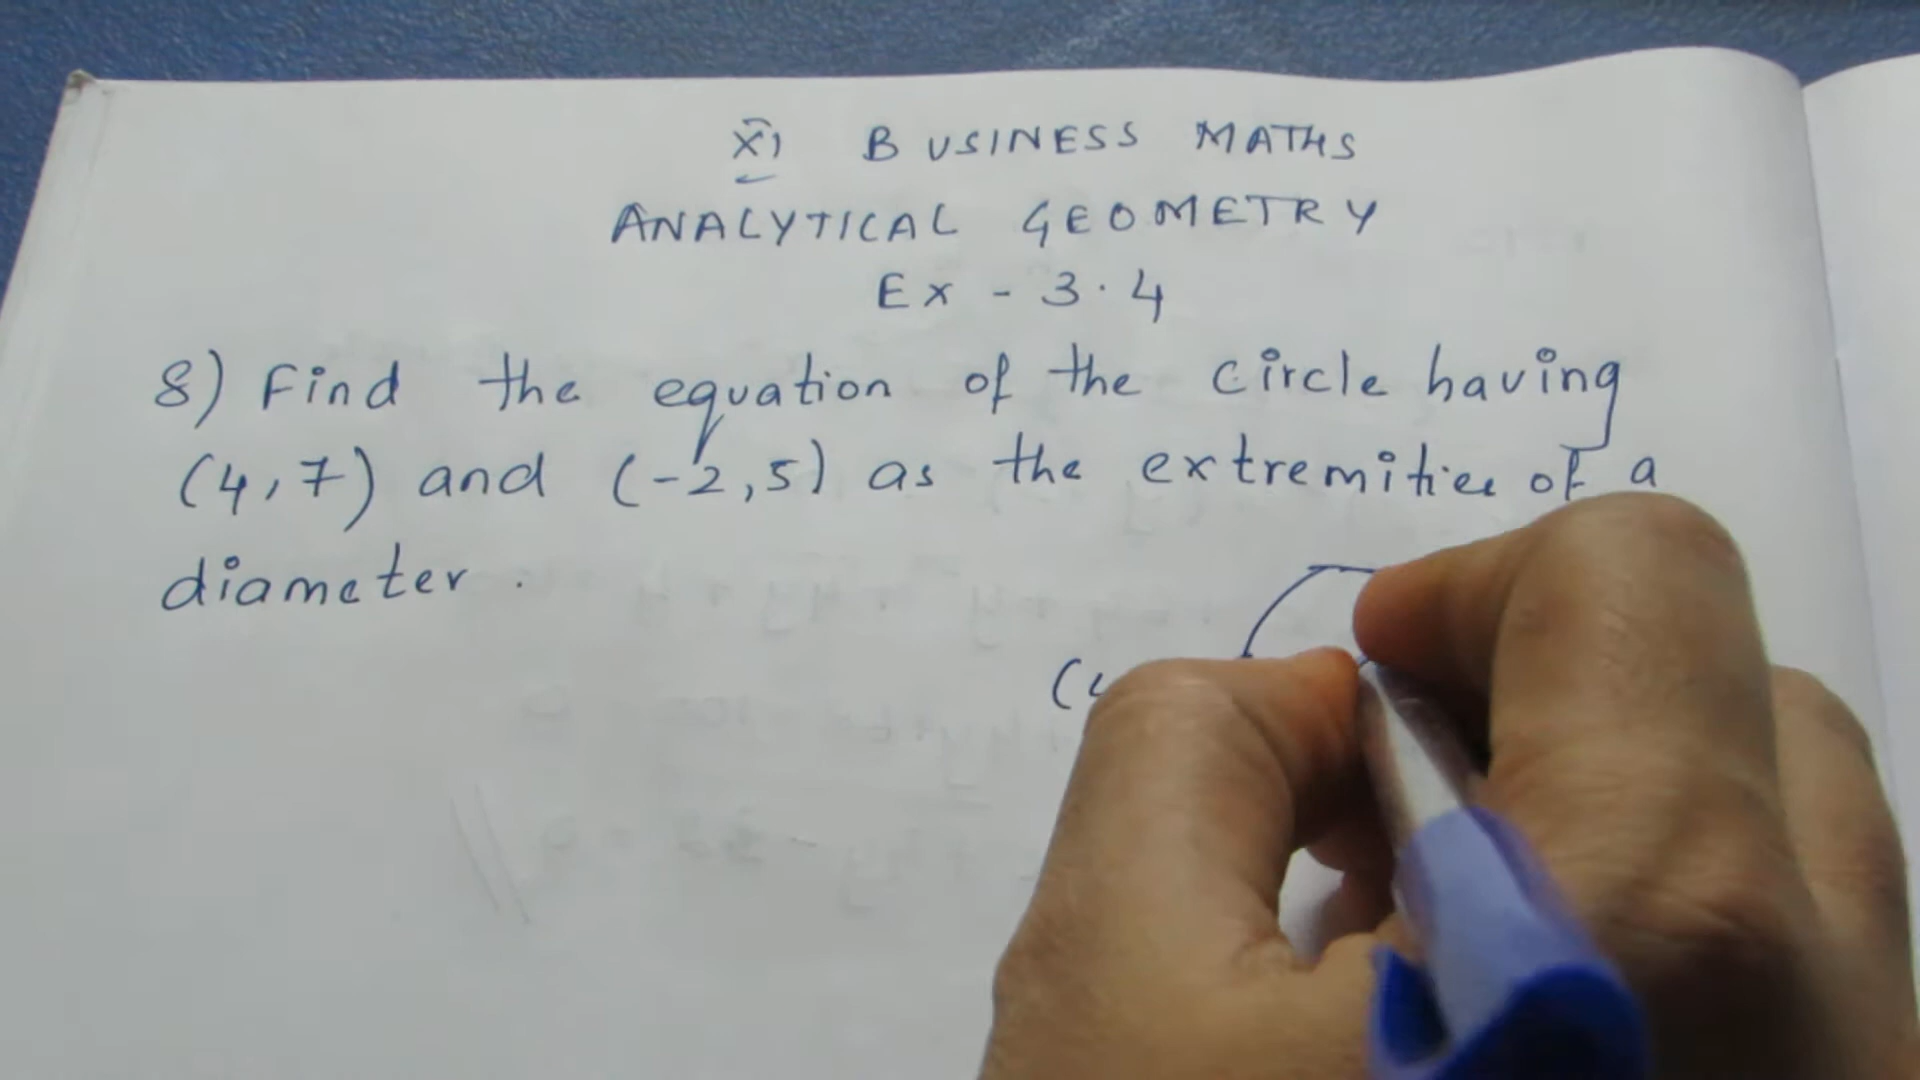 XI BUSINESS MATHS
ANALYTICAL GEOMETRY
Ex - 3.4
8) Find the equation of the circle having
(4,7) and (-2,5) as the extremities of a
diameter.